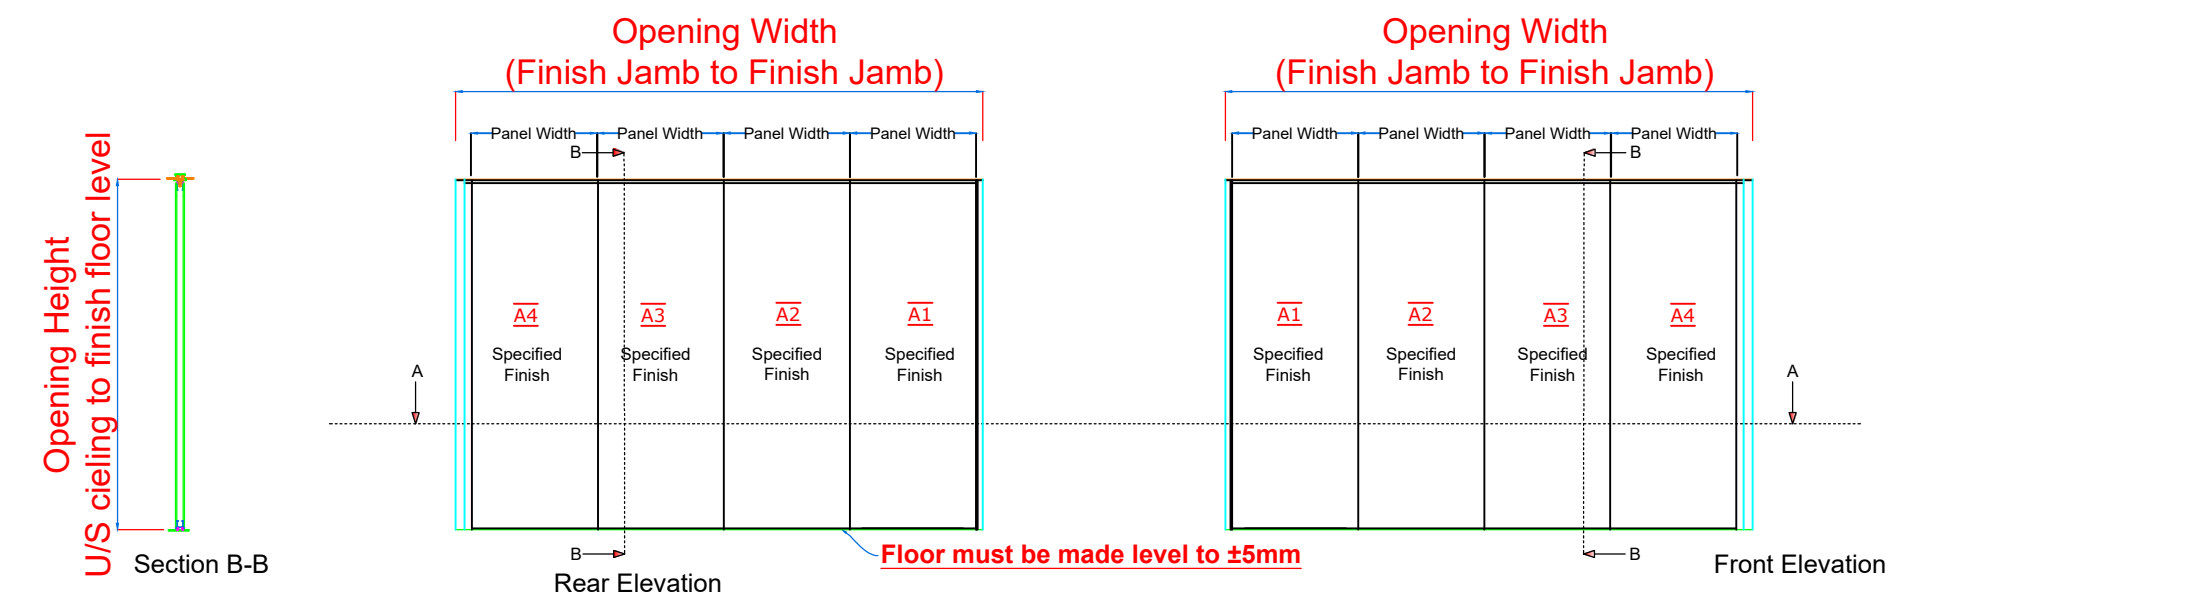 Opening Width
(Finish Jamb to Finish Jamb)
Opening Width
(Finish Jamb to Finish Jamb)
Panel Width Panel Width Panel Width Panel Width
Panel Width Panel Width Panel Width Panel Width
B
B
Opening Height
U/S cieling to finish floor level
A4 A3 A2 A1
A1 A2 A3 A4
Specified Specified Specified Specified
Finish Finish Finish Finish
Specified Specified Specified Specified
Finish Finish Finish Finish
A
A
B
B
Floor must be made level to ±5mm
Section B-B
Rear Elevation
Front Elevation